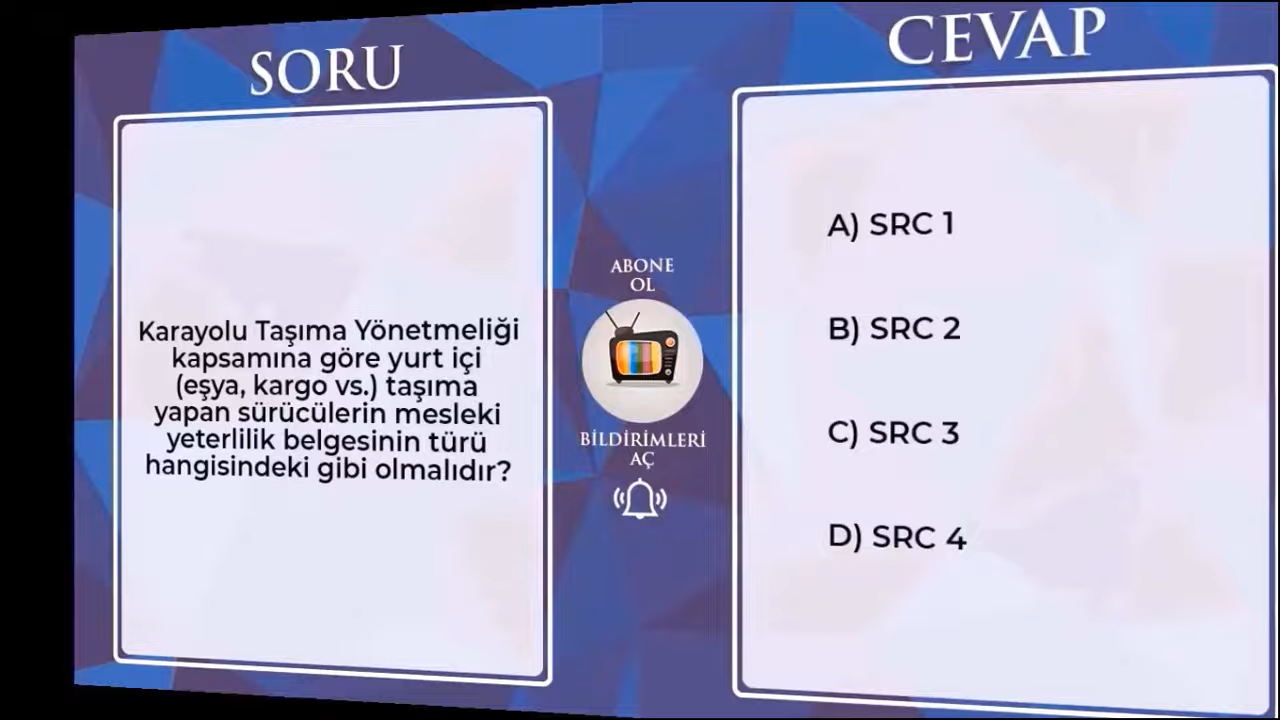 SORU
Karayolu Taşıma Yönetmeliği
kapsamına göre yurt içi
(eşya, kargo vs.) taşıma
yapan sürücülerin mesleki
yeterlilik belgesinin türü
hangisindeki gibi olmalıdır?
ABONE
OL
BİLDİRİMLERİ
AÇ
CEVAP
A) SRC 1
B) SRC 2
C) SRC 3
D) SRC 4